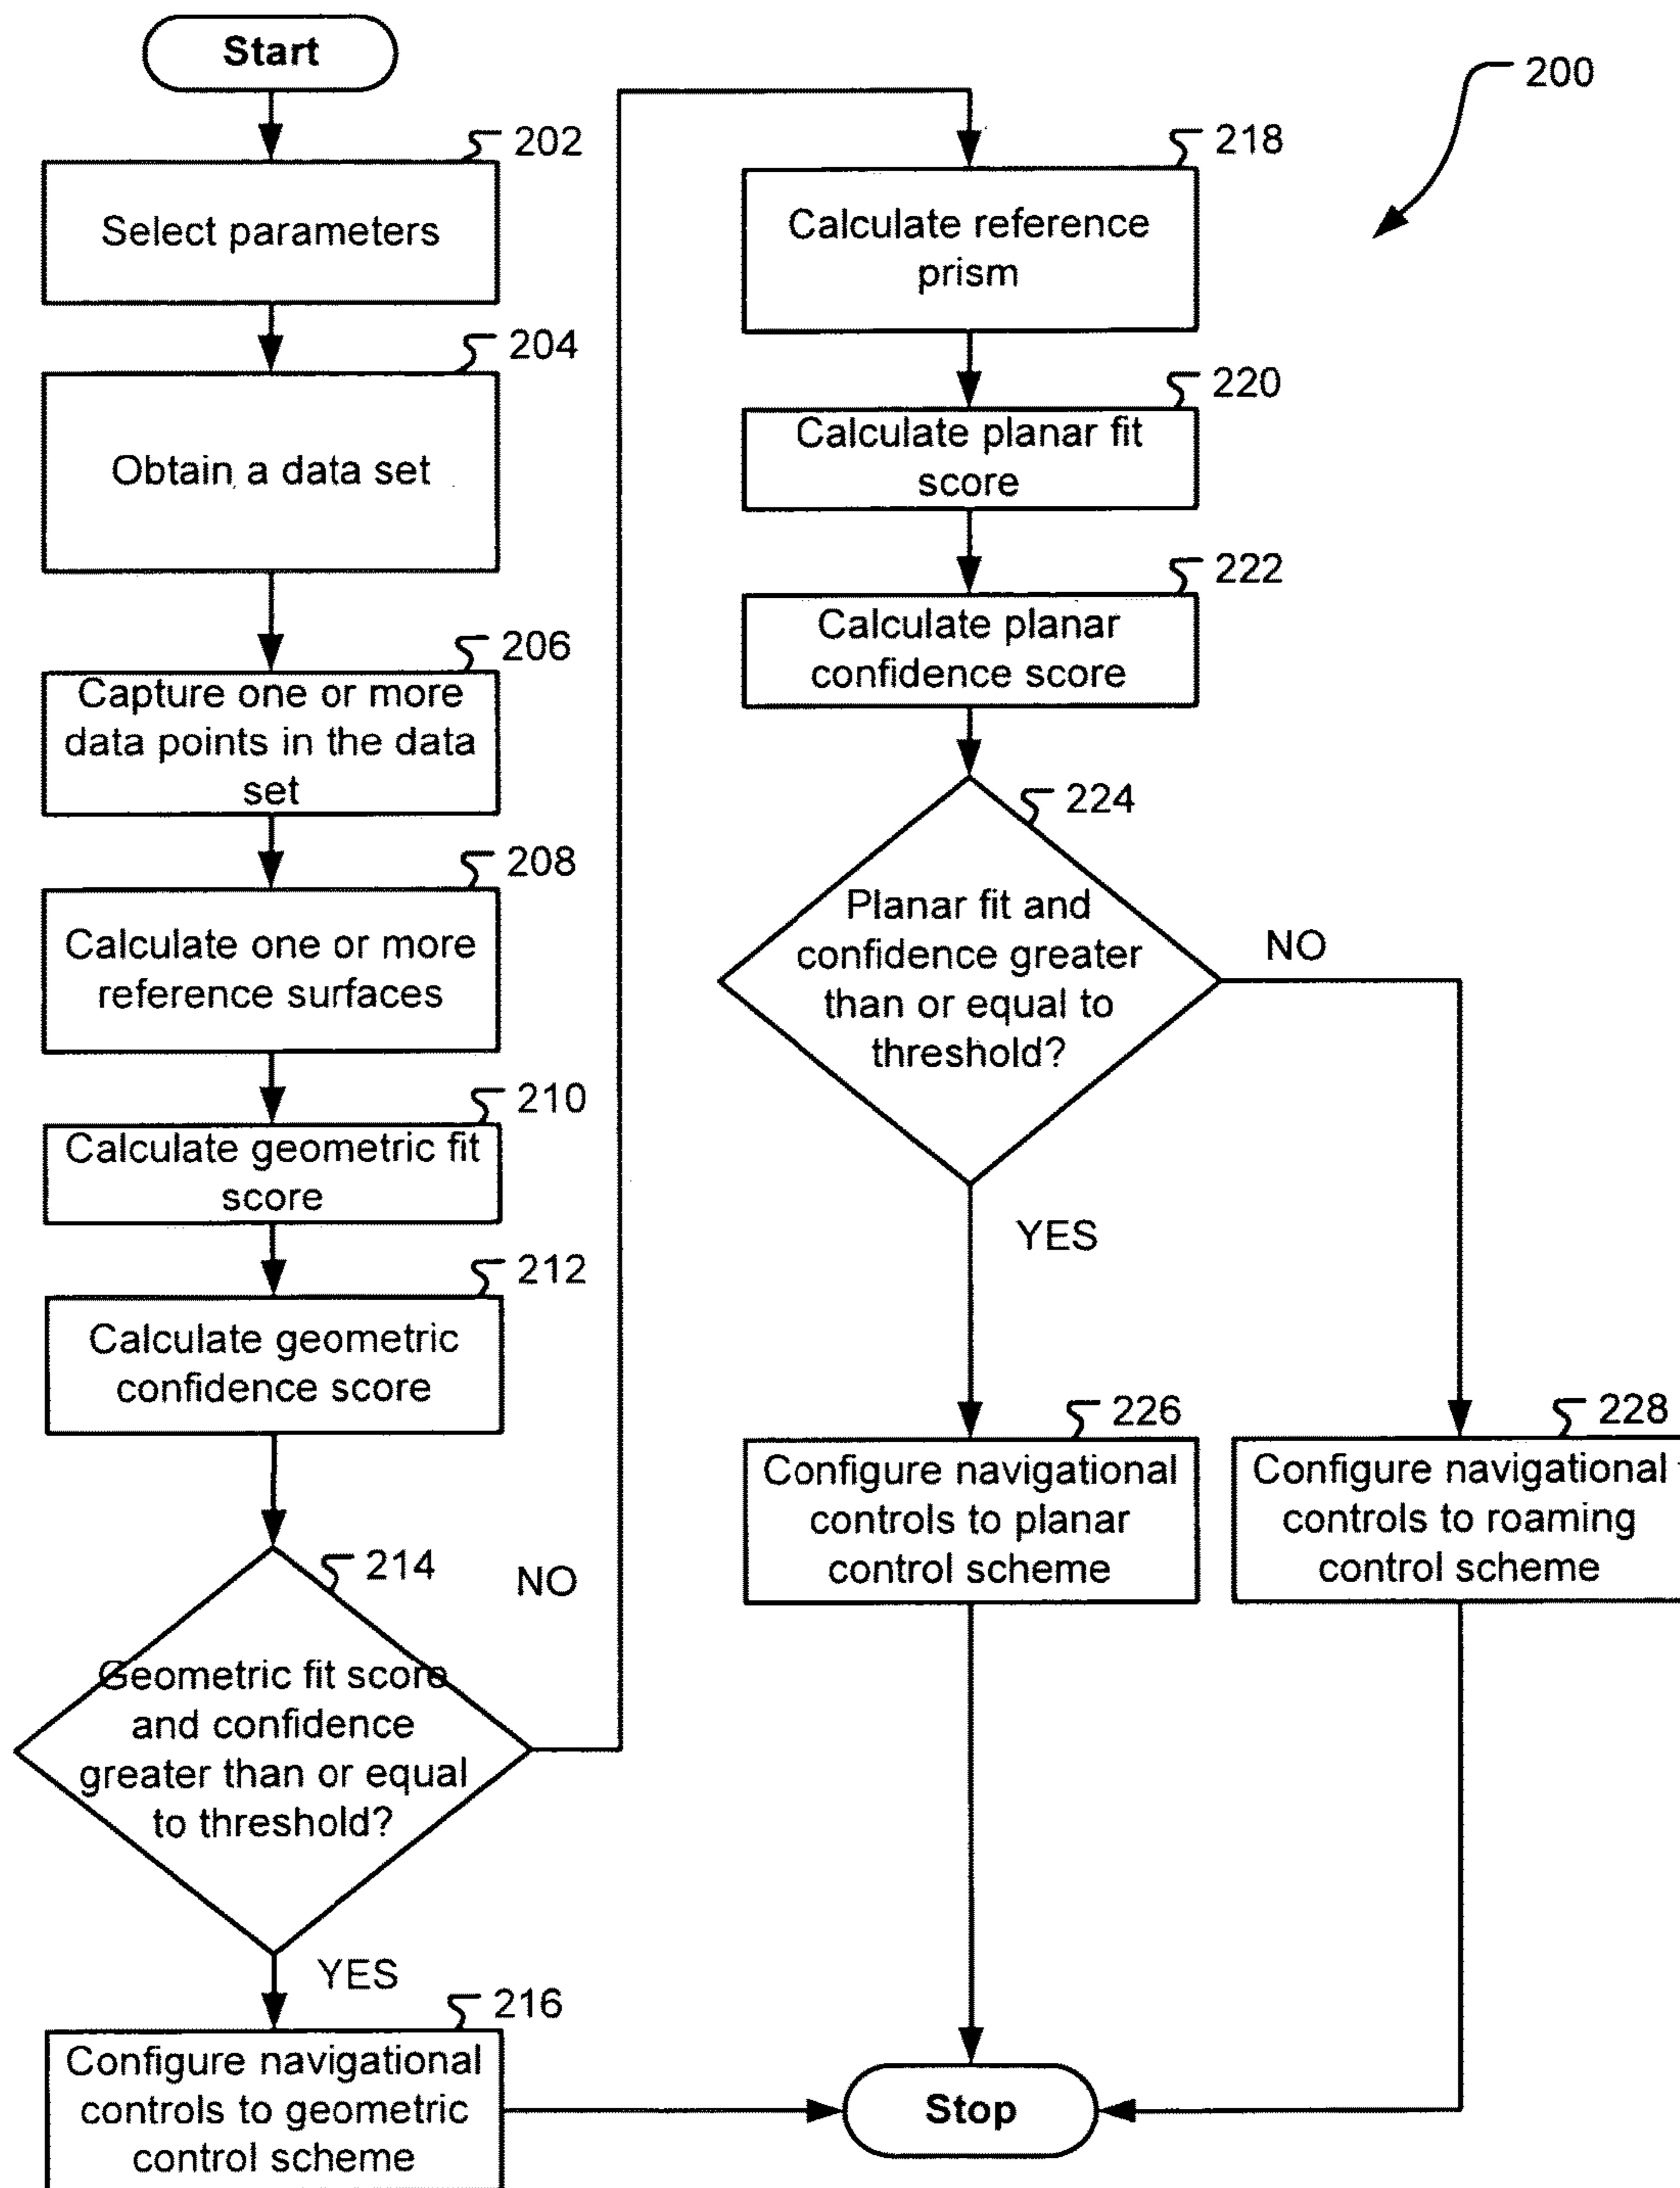 Start
202
Select parameters
204
Obtain a data set
206
Capture one or more
data points in the data
set
208
Calculate one or more
reference surfaces
210
Calculate geometric fit
score
212
Calculate geometric
confidence score
214
NO
Geometric fit score
and confidence
greater than or equal
to threshold?
YES
216
Configure navigational
controls to geometric
control scheme
200
218
Calculate reference
prism
220
Calculate planar fit
score
222
Calculate planar
confidence score
224
Planar fit and
confidence greater
than or equal to
threshold?
NO
YES
226
Configure navigational
controls to planar
control scheme
228
Configure navigational
controls to roaming
control scheme
Stop